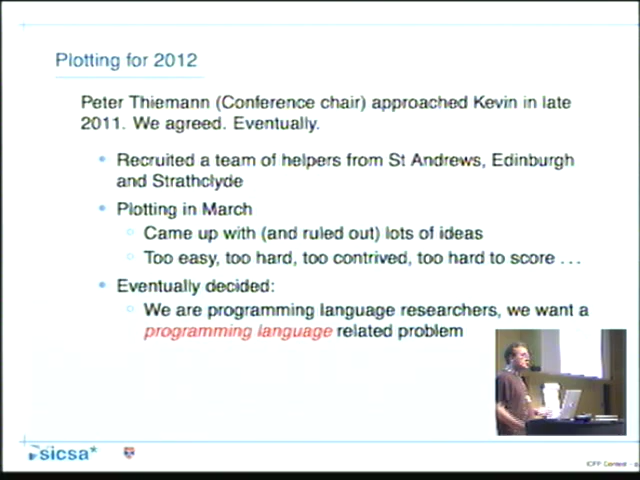 Plotting for 2012
Peter Thiemann (Conference chair) approached Kevin in late
2011. We agreed. Eventually.
Recruited a team of helpers from St Andrews, Edinburgh
and Strathclyde
Plotting in March
Came up with (and ruled out) lots of ideas
Too easy, too hard, too contrived, too hard to score ...
Eventually decided:
We are programming language researchers, we want a
programming language related problem
sicsa*
ICFP Contest